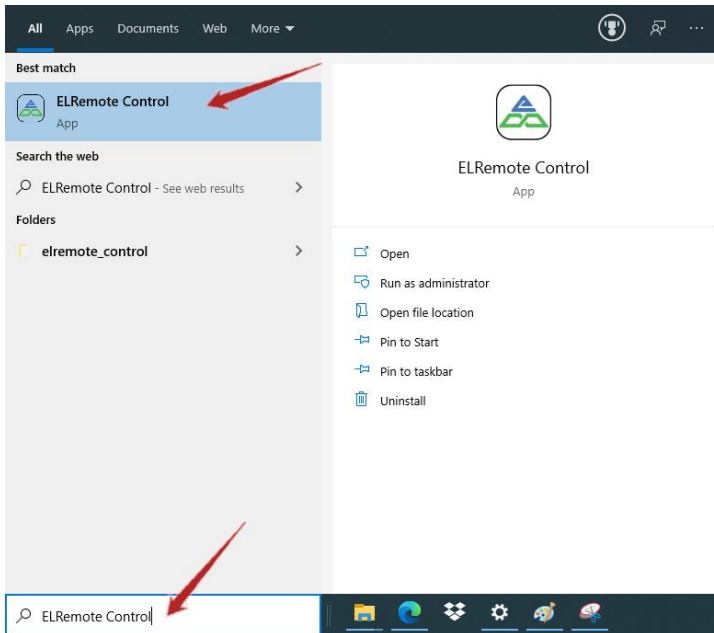 All Apps Documents Web More
Best match
ELRemote Control
App
Search the web
ELRemote Control - See web results
Folders
elremote_control
ELRemote Control
App
Open
Run as administrator
Open file location
Pin to Start
Pin to taskbar
Uninstall
ELRemote Control